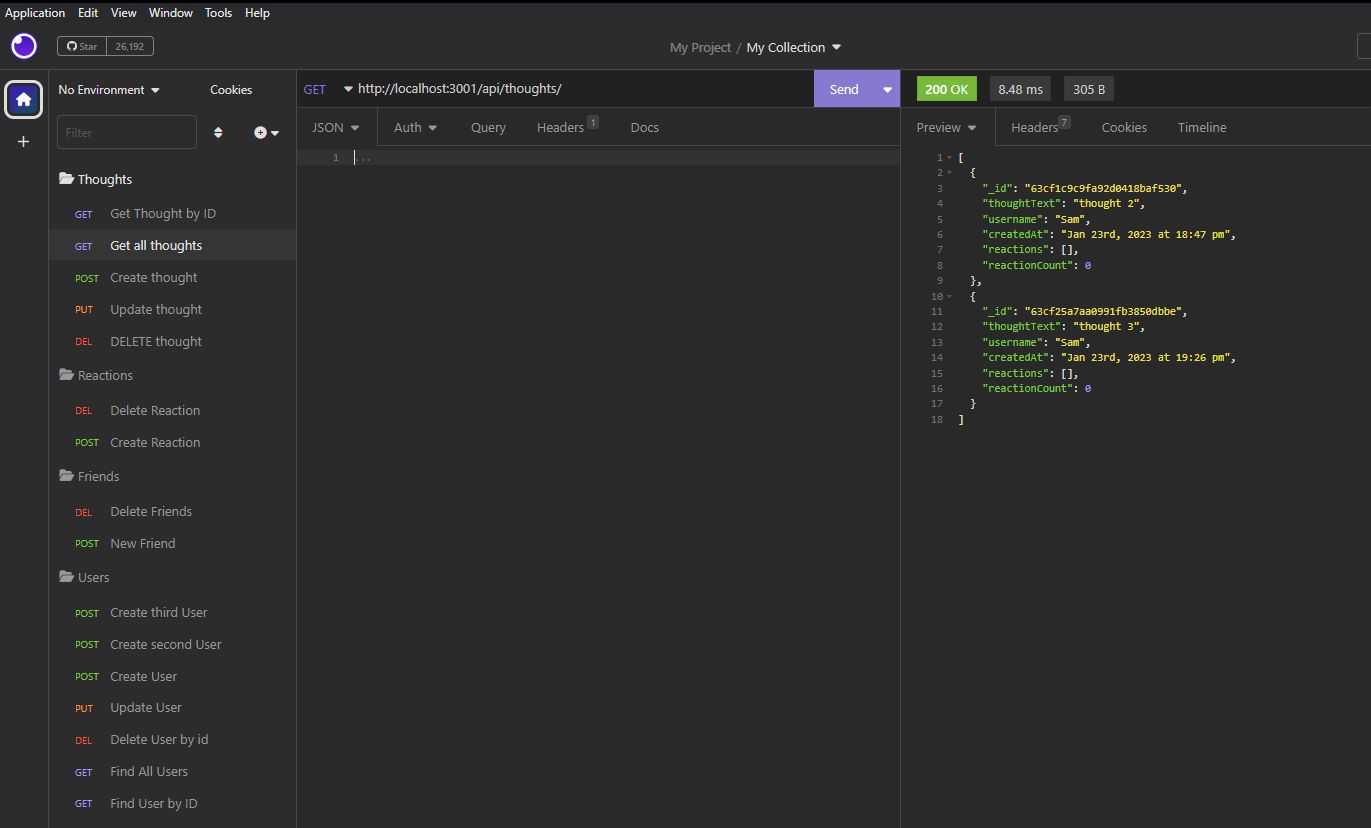 Application Edit View Window Tools Help
Star 26,192
My Project / My Collection
No Environment Cookies
Filter
Thoughts
GET Get Thought by ID
GET Get all thoughts
POST Create thought
PUT Update thought
DEL DELETE thought
Reactions
DEL Delete Reaction
POST Create Reaction
Friends
DEL Delete Friends
POST New Friend
Users
POST Create third User
POST Create second User
POST Create User
PUT Update User
DEL Delete User by id
GET Find All Users
GET Find User by ID
GET http://localhost:3001/api/thoughts/ Send
JSON Auth Query Headers 1 Docs
1 ...
200 OK 8.48 ms 305 B
Preview Headers 7 Cookies Timeline
1 [
2 {
3 "_id": "63cf1c9c9fa92d0418baf530",
4 "thoughtText": "thought 2",
5 "username": "Sam",
6 "createdAt": "Jan 23rd, 2023 at 18:47 pm",
7 "reactions": [],
8 "reactionCount": 0
9 },
10 {
11 "_id": "63cf25a7aa0991fb3850dbbe",
12 "thoughtText": "thought 3",
13 "username": "Sam",
14 "createdAt": "Jan 23rd, 2023 at 19:26 pm",
15 "reactions": [],
16 "reactionCount": 0
17 }
18 ]